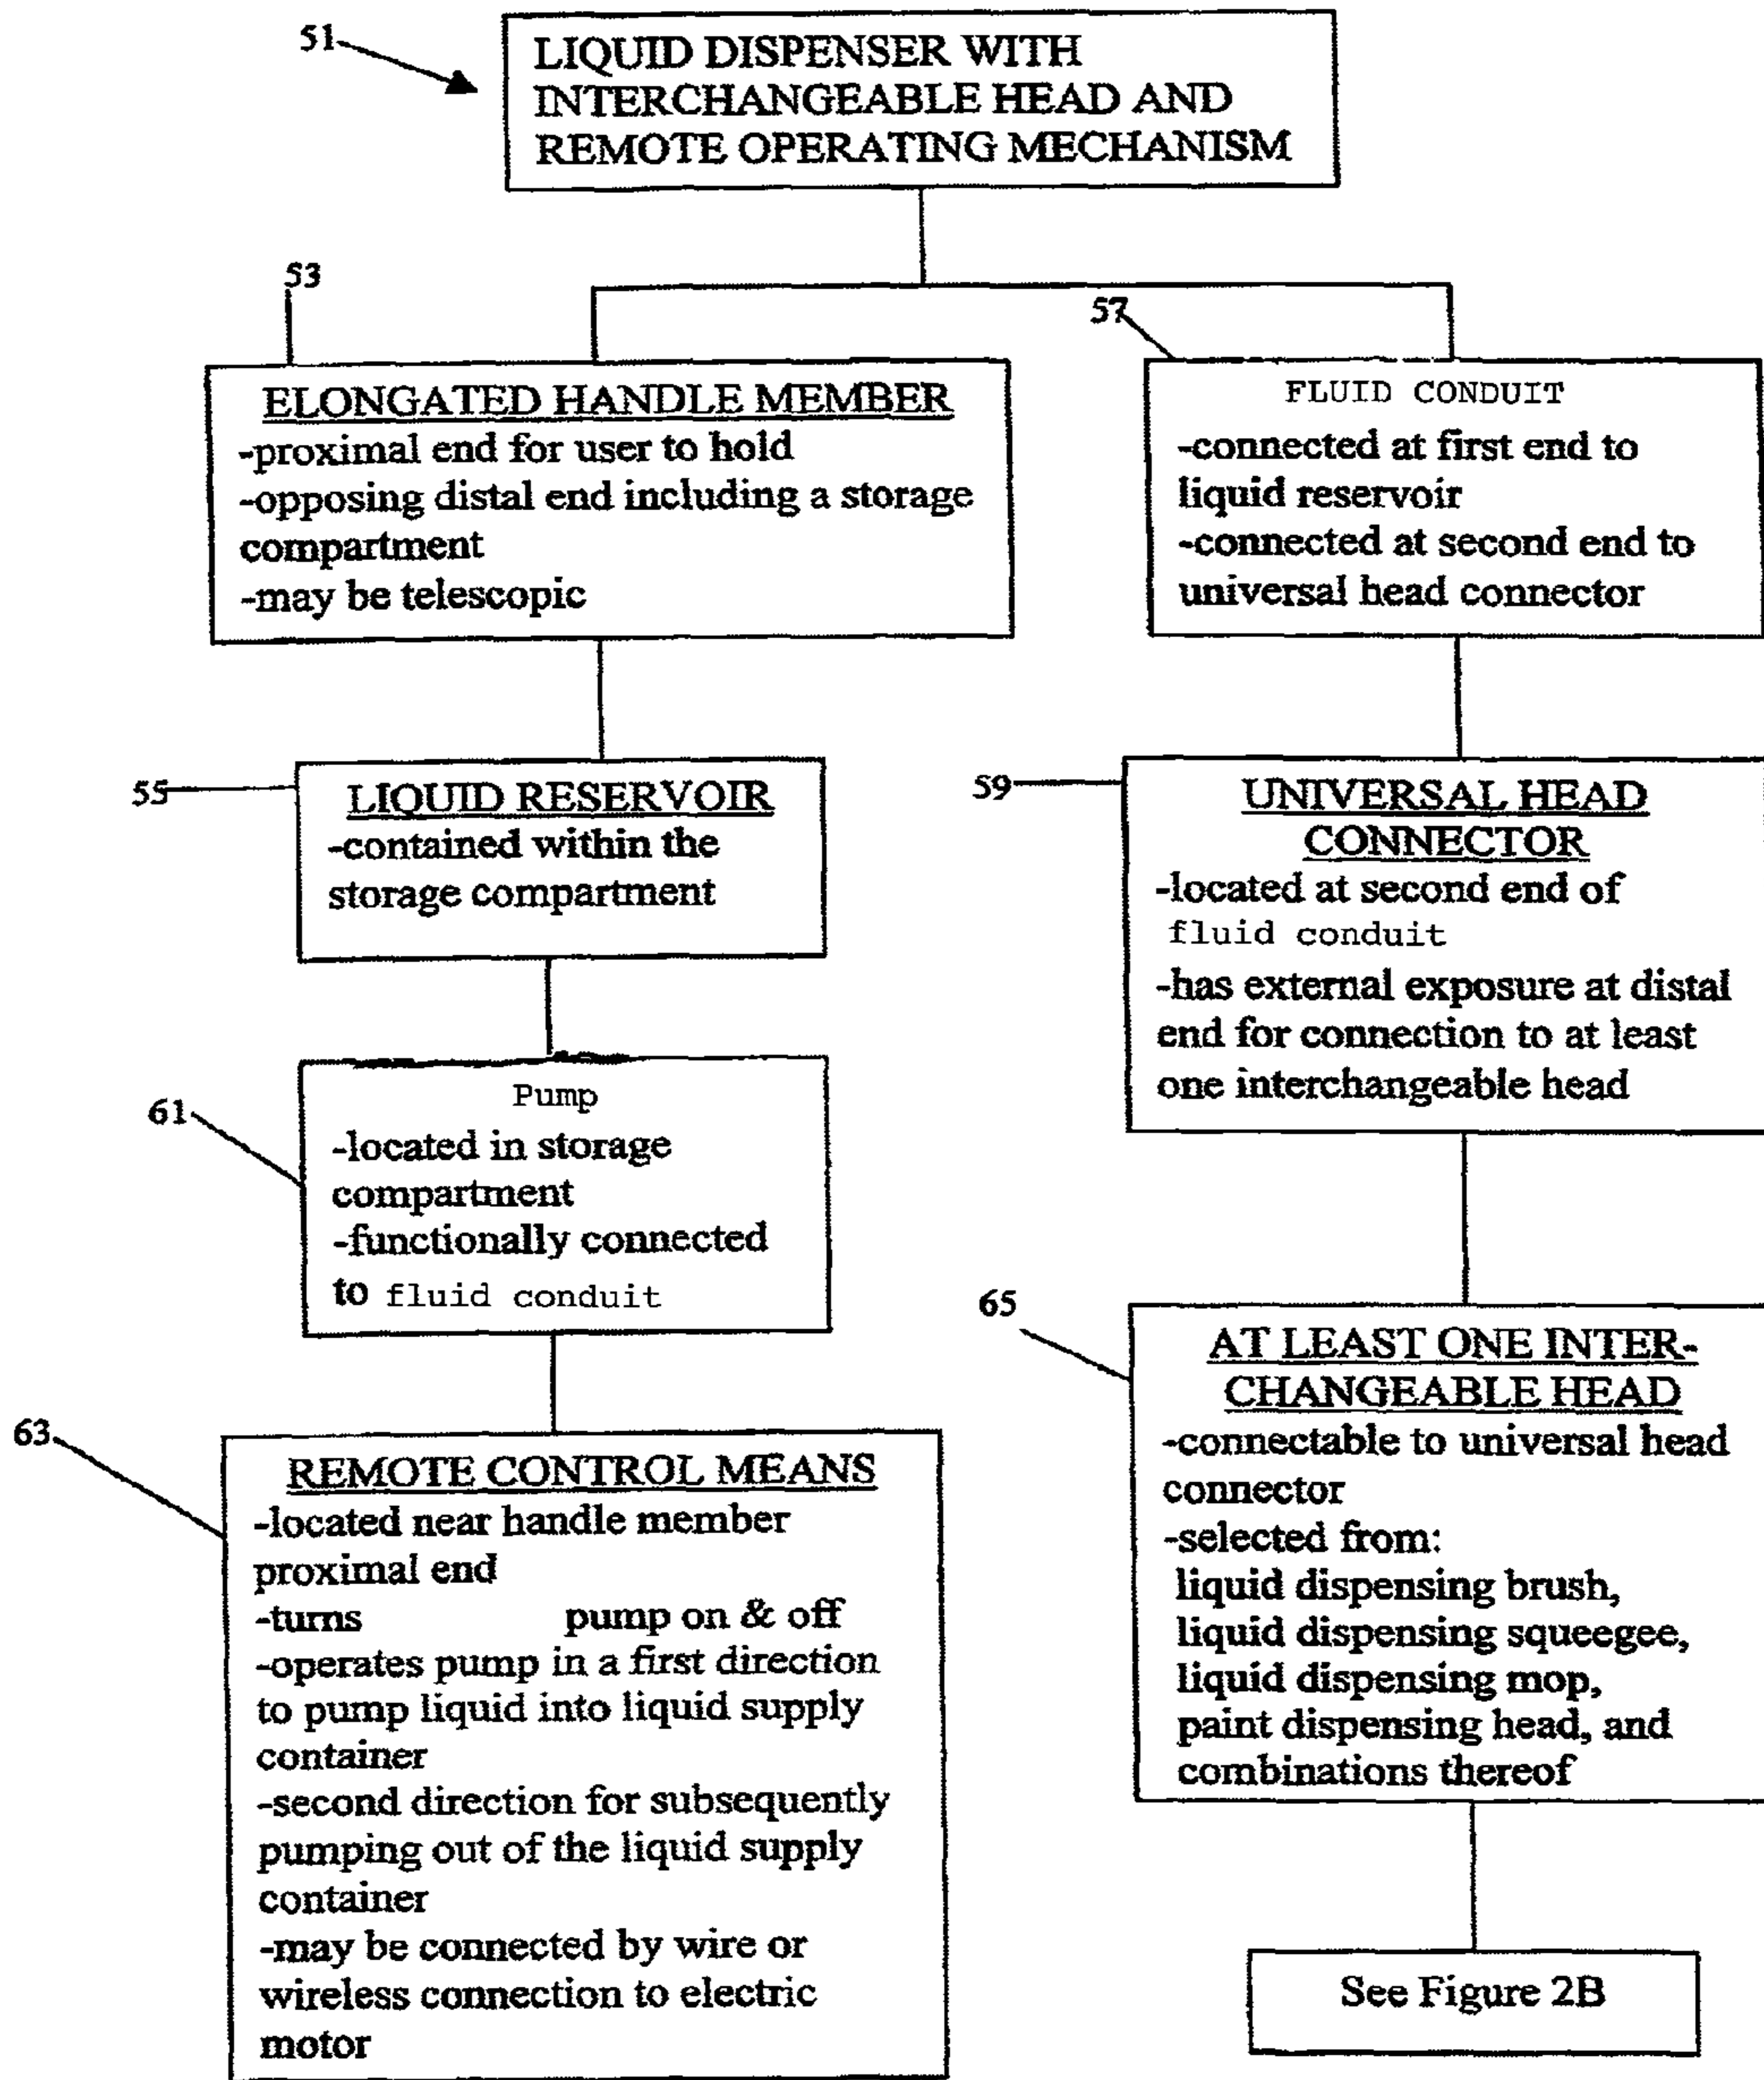 51
LIQUID DISPENSER WITH
INTERCHANGEABLE HEAD AND
REMOTE OPERATING MECHANISM
53
ELONGATED HANDLE MEMBER
-proximal end for user to hold
-opposing distal end including a storage
compartment
-may be telescopic
57
FLUID CONDUIT
-connected at first end to
liquid reservoir
-connected at second end to
universal head connector
55
LIQUID RESERVOIR
-contained within the
storage compartment
59
UNIVERSAL HEAD
CONNECTOR
-located at second end of
fluid conduit
-has external exposure at distal
end for connection to at least
one interchangeable head
61
Pump
-located in storage
compartment
-functionally connected
to fluid conduit
65
AT LEAST ONE INTER-
CHANGEABLE HEAD
-connectable to universal head
connector
-selected from:
liquid dispensing brush,
liquid dispensing squeegee,
liquid dispensing mop,
paint dispensing head, and
combinations thereof
63
REMOTE CONTROL MEANS
-located near handle member
proximal end
-turns pump on & off
-operates pump in a first direction
to pump liquid into liquid supply
container
-second direction for subsequently
pumping out of the liquid supply
container
-may be connected by wire or
wireless connection to electric
motor
See Figure 2B